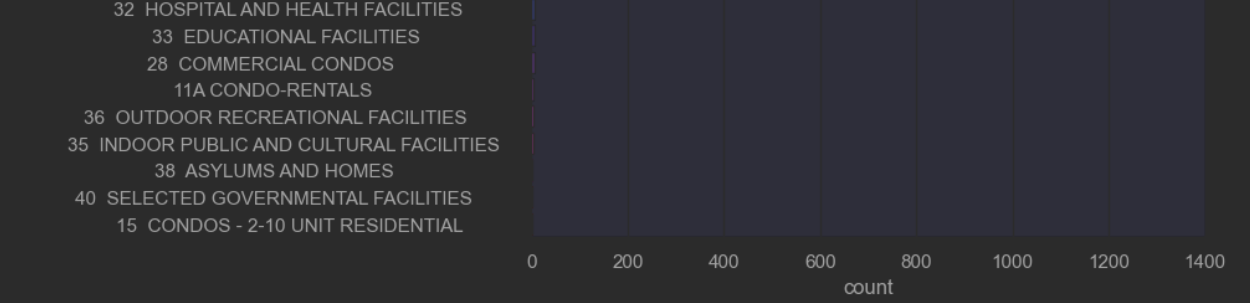 32 HOSPITAL AND HEALTH FACILITIES
33 EDUCATIONAL FACILITIES
28 COMMERCIAL CONDOS
11A CONDO-RENTALS
36 OUTDOOR RECREATIONAL FACILITIES
35 INDOOR PUBLIC AND CULTURAL FACILITIES
38 ASYLUMS AND HOMES
40 SELECTED GOVERNMENTAL FACILITIES
15 CONDOS - 2-10 UNIT RESIDENTIAL
0 200 400 600 800 1000 1200 1400
count